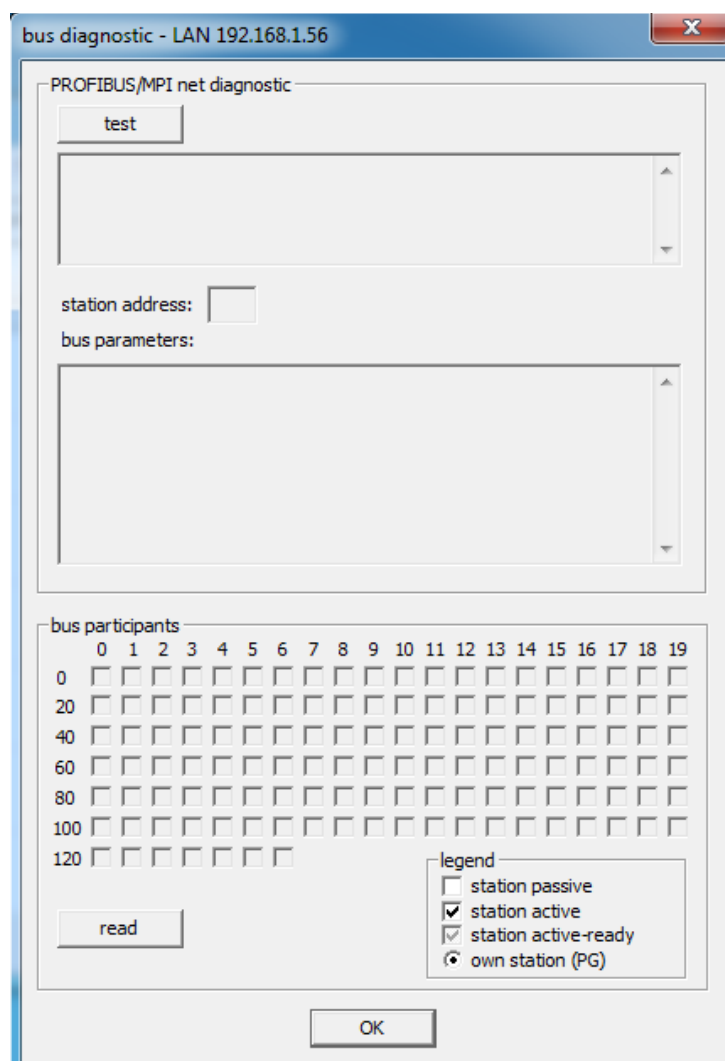 bus diagnostic - LAN 192.168.1.56
x
PROFIBUS/MPI net diagnostic
test
station address:
bus parameters:
bus participants
0 1 2 3 4 5 6 7 8 9 10 11 12 13 14 15 16 17 18 19
0
20
40
60
80
100
120
legend
station passive
station active
station active-ready
own station (PG)
read
OK